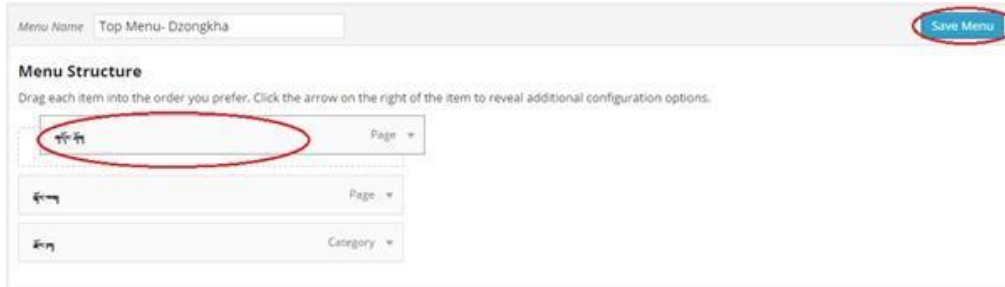 Menu Name Top Menu- Dzongkha Save Menu
Menu Structure
Drag each item into the order you prefer. Click the arrow on the right of the item to reveal additional configuration options.
Page
Page
Category